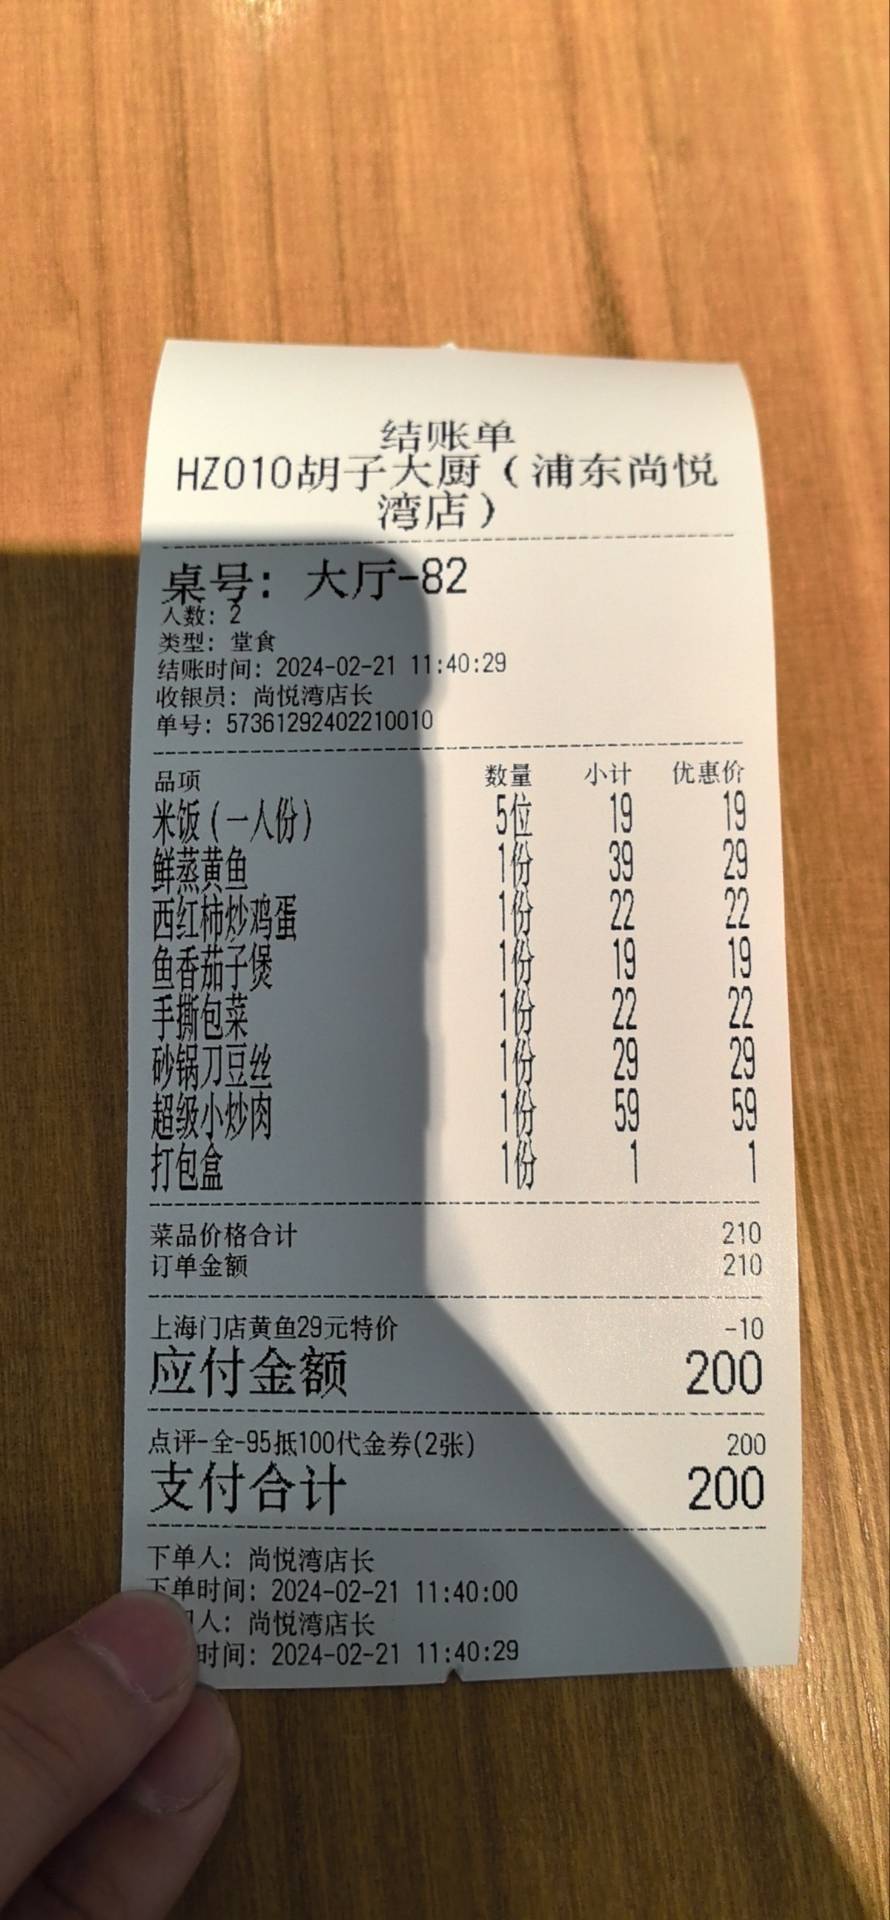 结账单
HZ010胡子大厨（浦东尚悦
湾店）
桌号: 大厅-82
人数: 2
类型: 堂食
结账时间: 2024-02-21 11:40:29
收银员: 尚悦湾店长
单号: 57361292402210010
品项 数量 小计 优惠价
米饭(一人份) 5位 19 19
鲜蒸黄鱼 1份 39 29
西红柿炒鸡蛋 1份 22 22
鱼香茄子煲 1份 19 19
手撕包菜 1份 22 22
砂锅刀豆丝 1份 29 29
超级小炒肉 1份 59 59
打包盒 1份 1 1
菜品价格合计 210
订单金额 210
上海门店黄鱼29元特价 -10
应付金额 200
点评-全-95抵100代金券(2张) 200
支付合计 200
下单人: 尚悦湾店长
下单时间: 2024-02-21 11:40:00
人: 尚悦湾店长
时间: 2024-02-21 11:40:29